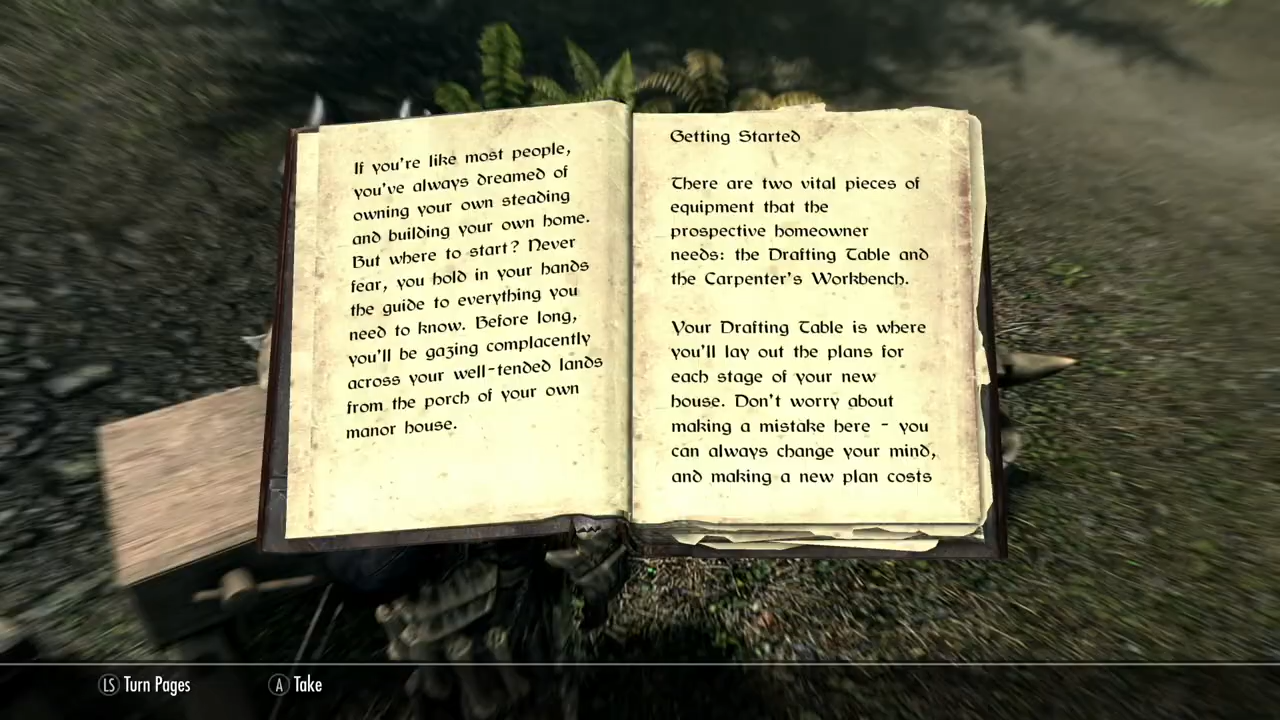 If you're like most people,
you've always dreamed of
owning your own steading
and building your own home.
But where to start? Never
fear, you hold in your hands
the guide to everything you
need to know. Before long,
you'll be gazing complacently
across your well-tended lands
from the porch of your own
manor house.
Getting Started
There are two vital pieces of
equipment that the
prospective homeowner
needs: the Drafting Table and
the Carpenter's Workbench.
Your Drafting Table is where
you'll lay out the plans for
each stage of your new
house. Don't worry about
making a mistake here - you
can always change your mind,
and making a new plan costs
LS Turn Pages
A Take